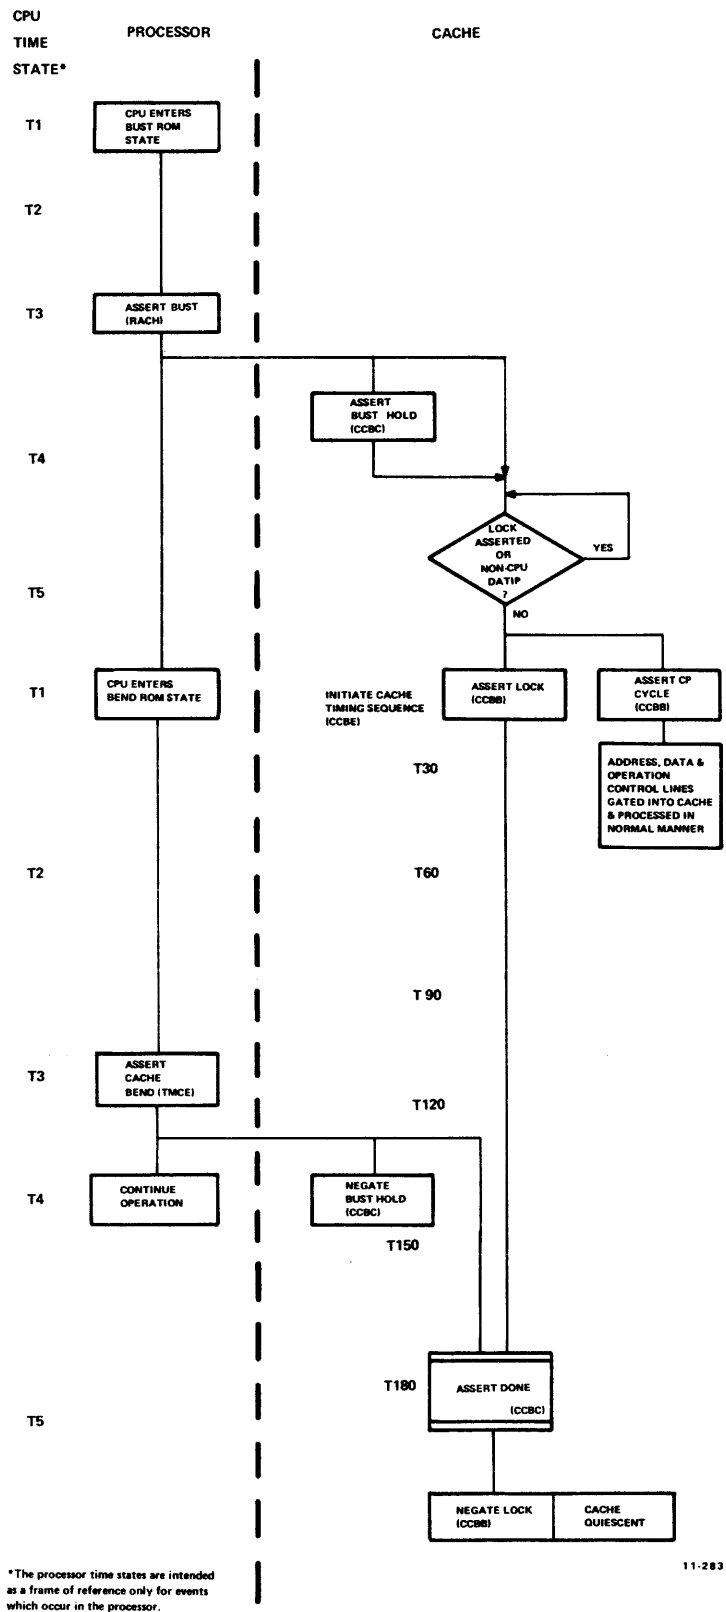 CPU
TIME
STATE*
PROCESSOR
CACHE
T1
CPU ENTERS
BUST ROM
STATE
T2
T3
ASSERT BUST
(RACH)
ASSERT
BUST HOLD
(CCBC)
T4
LOCK
ASSERTED
OR
NON-CPU
DATIP
?
YES
NO
T5
T1
CPU ENTERS
BEND ROM STATE
INITIATE CACHE
TIMING SEQUENCE
(CCBE)
ASSERT LOCK
(CCBB)
ASSERT CP
CYCLE
(CCBB)
T30
ADDRESS, DATA &
OPERATION
CONTROL LINES
GATED INTO CACHE
& PROCESSED IN
NORMAL MANNER
T2
T60
T 90
T3
ASSERT
CACHE
BEND (TMCE)
T120
T4
CONTINUE
OPERATION
NEGATE
BUST HOLD
(CCBC)
T150
T180
ASSERT DONE
(CCBC)
T5
NEGATE LOCK
(CCBB)
CACHE
QUIESCENT
11-283
*The processor time states are intended
as a frame of reference only for events
which occur in the processor.